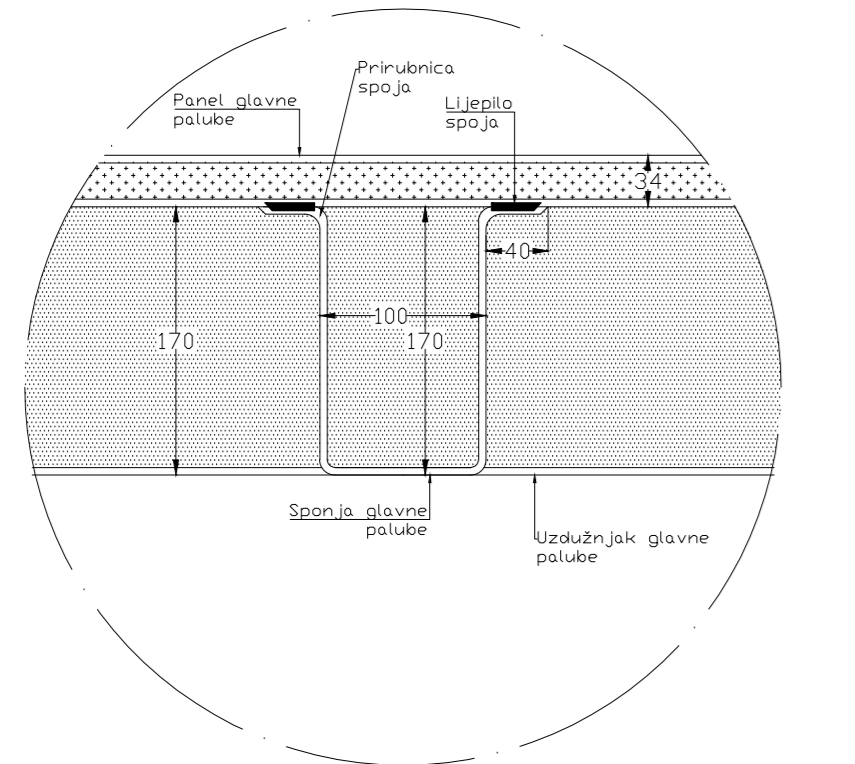 Prirubnica
spoja
Panel glavne
palube
Lijepilo
spoja
34
40
100
170
170
Sponja glavne
palube
Uzdužnjak glavne
palube